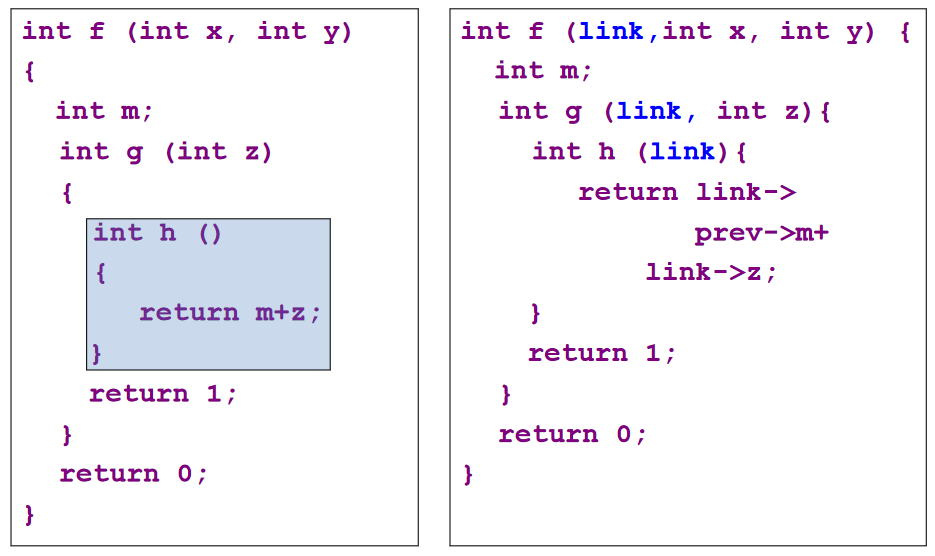 int f (int x, int y)
{
int m;
int g (int z)
{
int h ()
{
return m+z;
}
return 1;
}
return 0;
}
int f (link,int x, int y) {
int m;
int g (link, int z){
int h (link){
return link->
prev->m+
link->z;
}
return 1;
}
return 0;
}